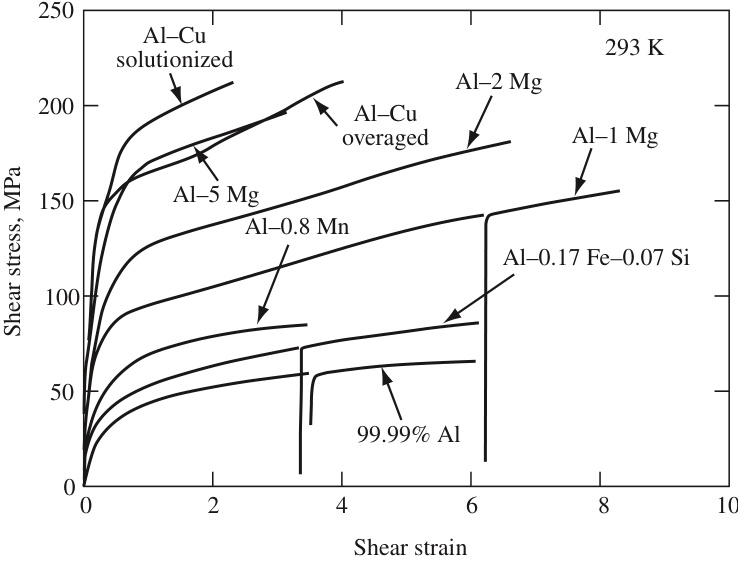 250
200
150
100
50
0
Shear stress, MPa
Al–Cu
solutionized
Al–2 Mg
293 K
Al–Cu
overaged
Al–1 Mg
Al–5 Mg
Al–0.8 Mn
Al–0.17 Fe–0.07 Si
99.99% Al
0
2
4
6
8
10
Shear strain